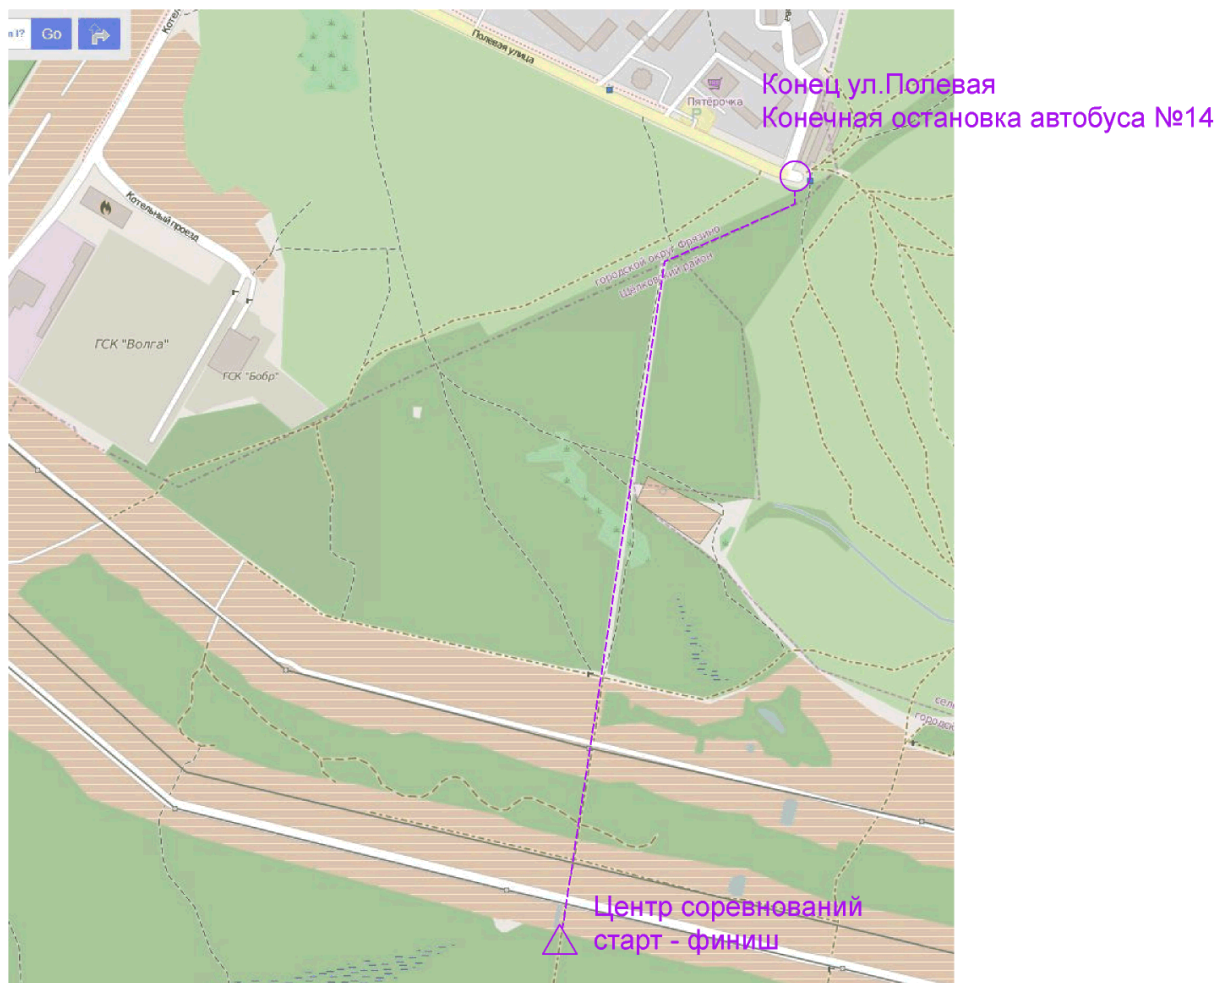 m I?
Go
Полевая улица
Конец ул.Полевая
Конечная остановка автобуса №14
Пятёрочка
P
Котельный проезд
городской округ Фрязино
Щёлковский район
ГСК "Волга"
ГСК "Бобр"
Центр соревнований
старт - финиш